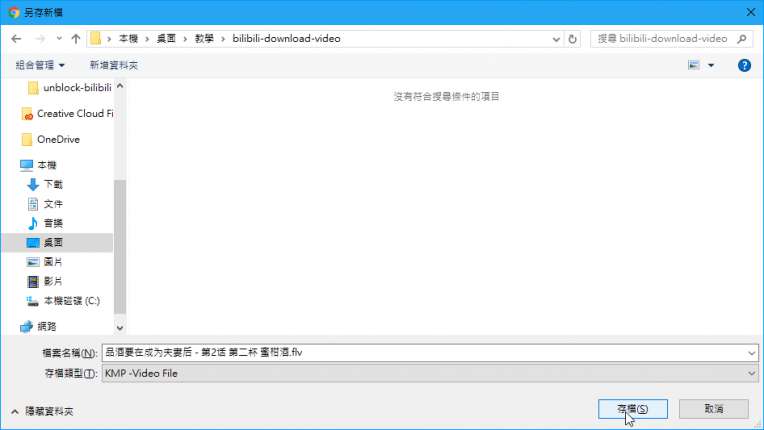 另存新檔
本機 › 桌面 › 教學 › bilibili-download-video
搜尋 bilibili-download-video
組合管理
新增資料夾
unblock-bilibili
Creative Cloud Fi
OneDrive
本機
下載
文件
音樂
桌面
圖片
影片
本機磁碟 (C:)
網路
沒有符合搜尋條件的項目
檔案名稱(N):
品酒要在成为夫妻后 - 第2话 第二杯 蜜柑酒.flv
存檔類型(T):
KMP -Video File
隱藏資料夾
存檔(S)
取消